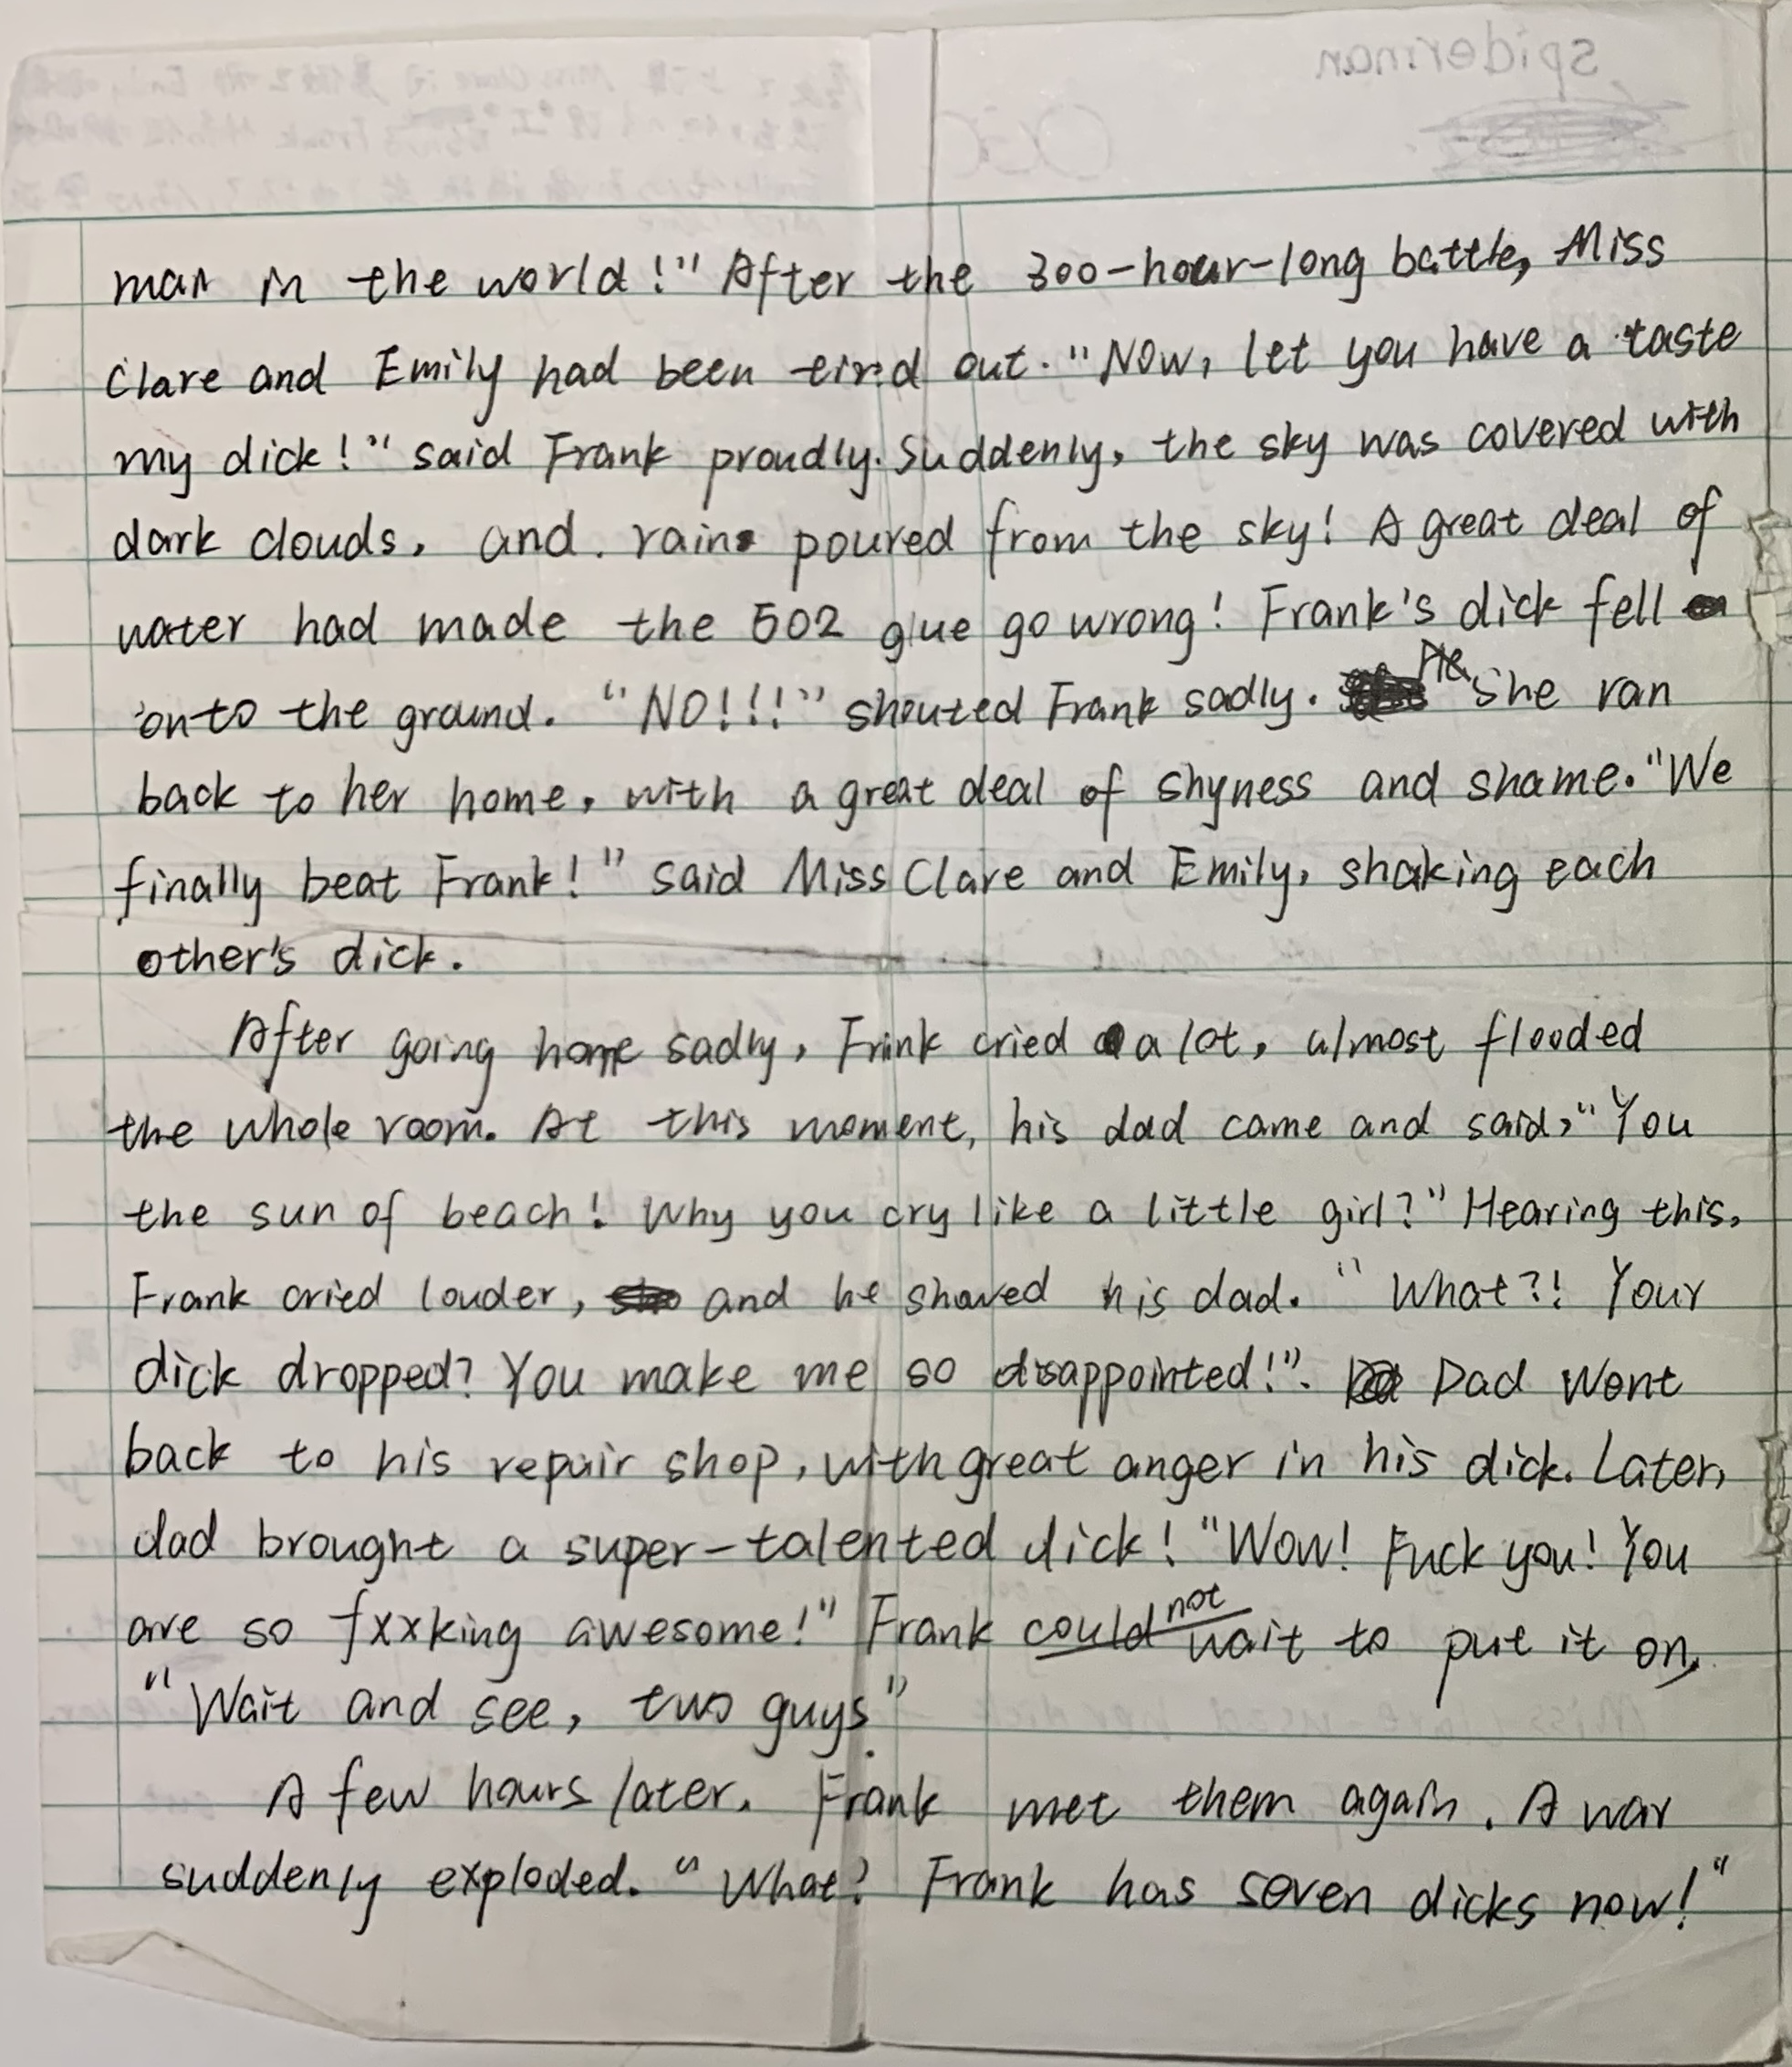 spiderman
man in the world!" After the 300-hour-long battle, Miss
Clare and Emily had been tired out. "Now, let you have a taste
my dick!" said Frank proudly. Suddenly, the sky was covered with
dark clouds, and rain poured from the sky! A great deal of
water had made the 502 glue go wrong! Frank's dick fell
onto the ground. "NO!!!" shouted Frank sadly. He she ran
back to her home, with a great deal of shyness and shame. "We
finally beat Frank!" said Miss Clare and Emily, shaking each
other's dick.
After going home sadly, Frank cried a lot, almost flooded
the whole room. At this moment, his dad came and said, "You
the sun of beach! Why you cry like a little girl?" Hearing this,
Frank cried louder, and he showed his dad. "What?! Your
dick dropped? You make me so disappointed!". Dad went
back to his repair shop, with great anger in his dick. Later,
dad brought a super-talented dick! "Wow! Fuck you! You
are so fxxking awesome!" Frank could not wait to put it on.
"Wait and see, two guys."
A few hours later, Frank met them again. A war
suddenly exploded. "What? Frank has seven dicks now!"